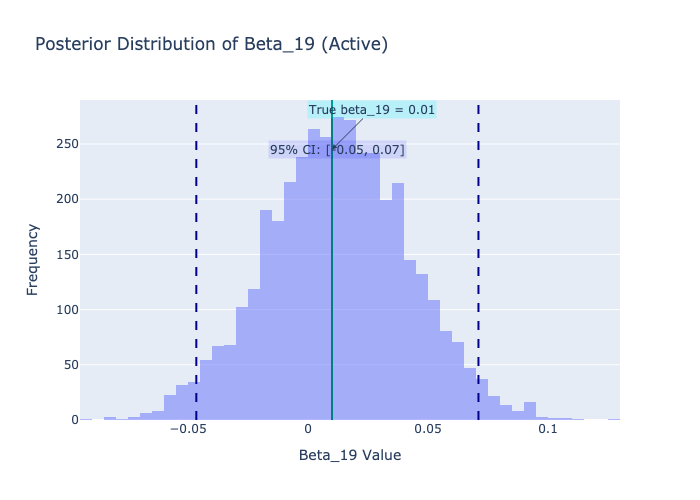 Posterior Distribution of Beta_19 (Active)
True beta_19 = 0.01
95% CI: [-0.05, 0.07]
250
200
150
100
50
0
Frequency
−0.05
0
0.05
0.1
Beta_19 Value